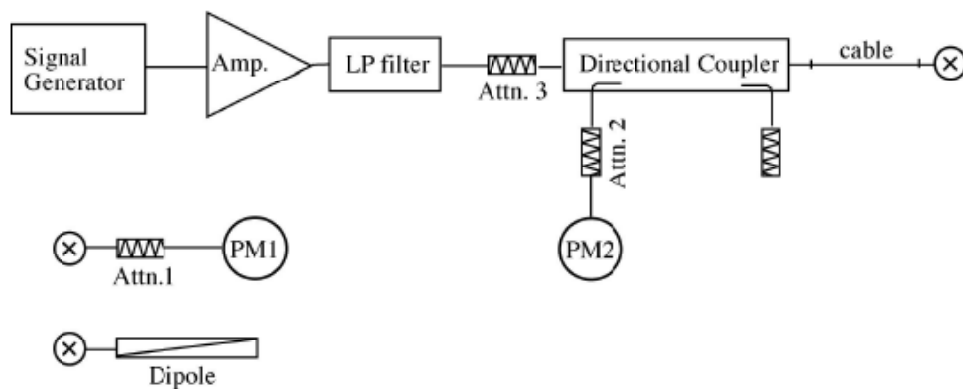 Signal
Generator
Amp.
LP filter
Attn. 3
Directional Coupler
cable
Attn. 2
PM1
Attn.1
PM2
Dipole